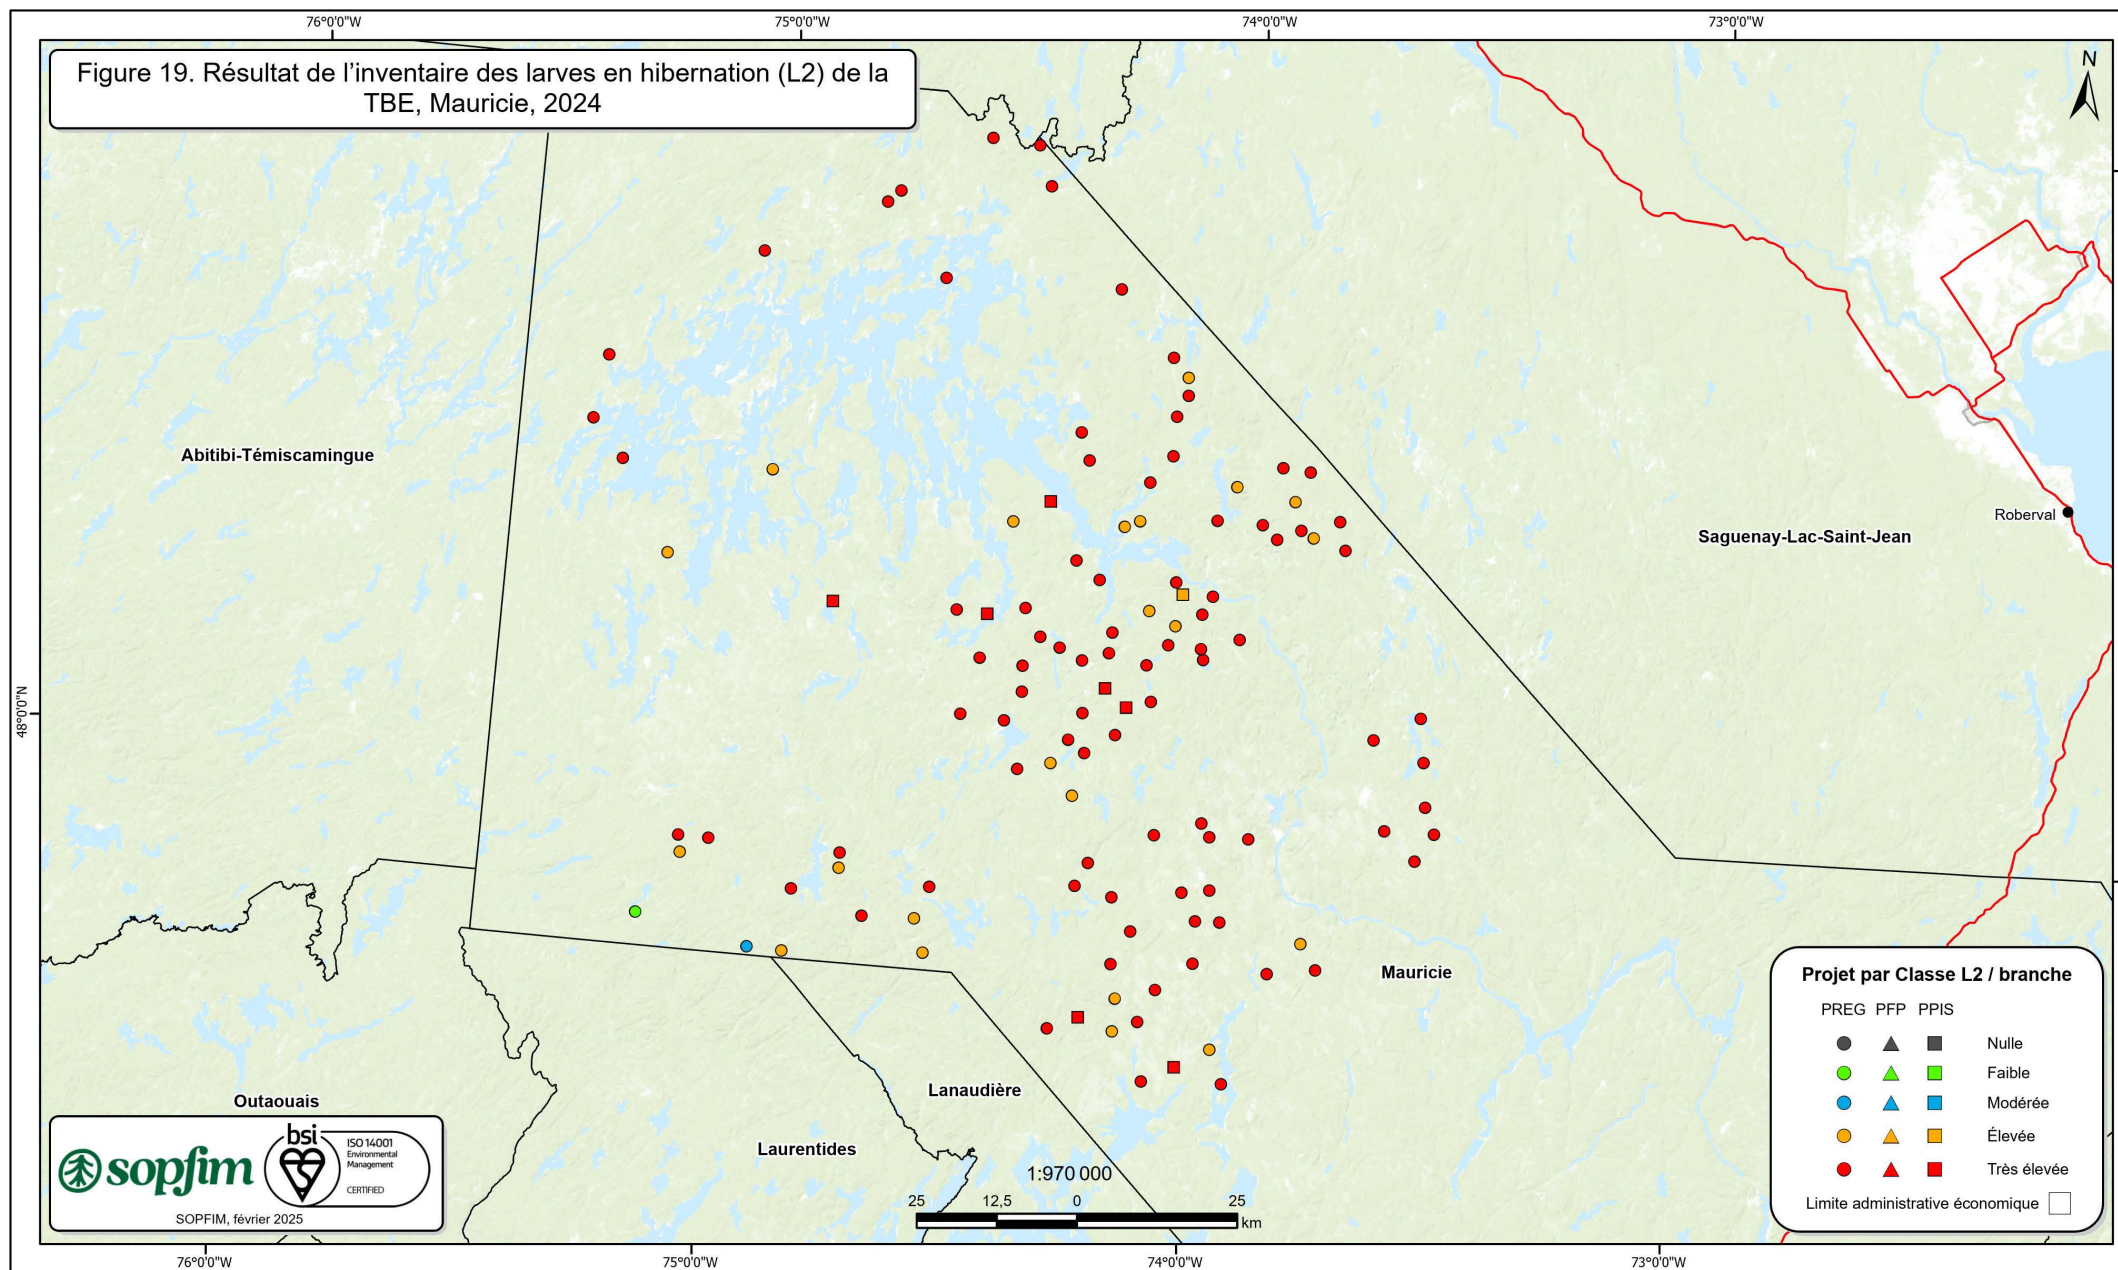 76°0'0"W
75°0'0"W
74°0'0"W
73°0'0"W
Figure 19. Résultat de l'inventaire des larves en hibernation (L2) de la
TBE, Mauricie, 2024
N
Abitibi-Témiscamingue
Roberval
Saguenay-Lac-Saint-Jean
48°0'0"N
Mauricie
Lanaudière
Outaouais
Laurentides
Projet par Classe L2 / branche
PREG PFP PPIS
Nulle
Faible
Modérée
Élevée
Très élevée
Limite administrative économique
sopfim
bsi
ISO 14001
Environmental
Management
CERTIFIED
SOPFIM, février 2025
1:970 000
25 12,5 0 25
km
76°0'0"W
75°0'0"W
74°0'0"W
73°0'0"W